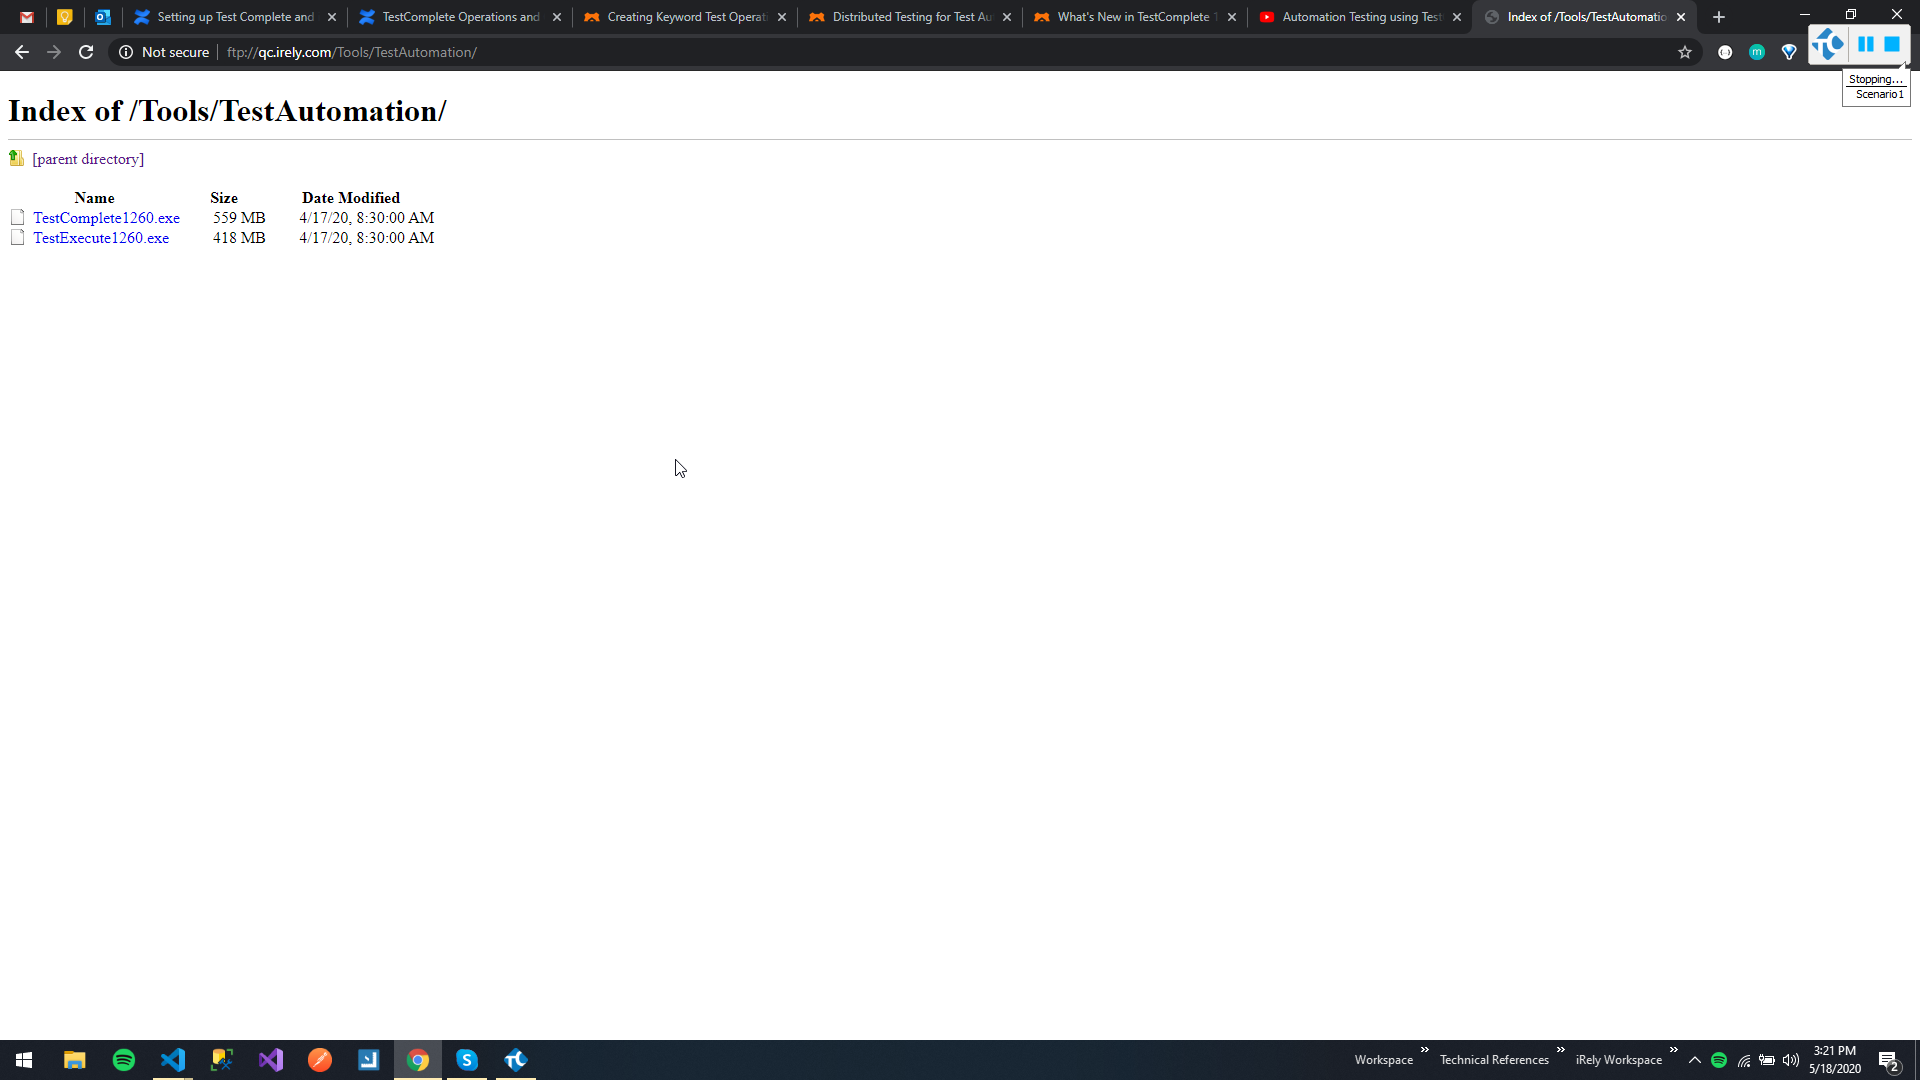 Setting up Test Complete and
TestComplete Operations and
Creating Keyword Test Operati
Distributed Testing for Test Au
What's New in TestComplete 1
Automation Testing using Test
Index of /Tools/TestAutomatio
Not secure
ftp://qc.irely.com/Tools/TestAutomation/
Stopping...
Scenario1
Index of /Tools/TestAutomation/
[parent directory]
Name Size Date Modified
TestComplete1260.exe 559 MB 4/17/20, 8:30:00 AM
TestExecute1260.exe 418 MB 4/17/20, 8:30:00 AM
Workspace
Technical References
iRely Workspace
3:21 PM
5/18/2020
2